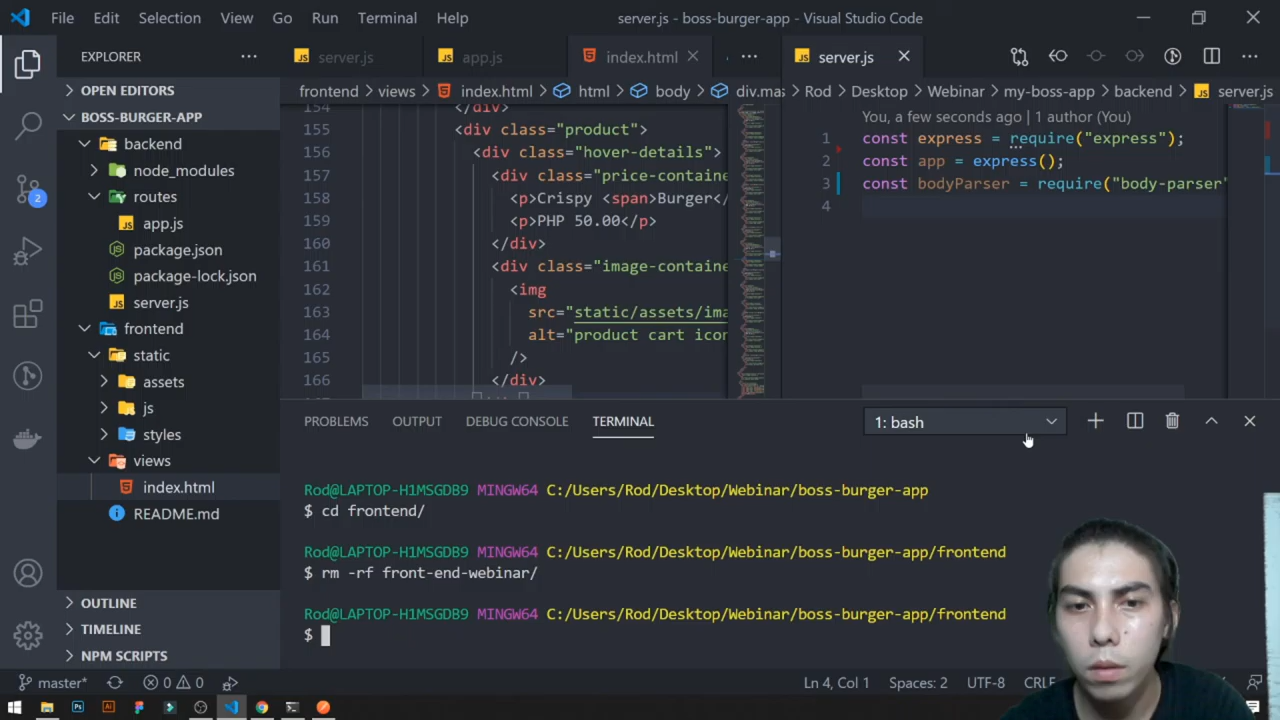 File Edit Selection View Go Run Terminal Help
server.js - boss-burger-app - Visual Studio Code
EXPLORER
OPEN EDITORS
BOSS-BURGER-APP
backend
node_modules
routes
app.js
package.json
package-lock.json
server.js
frontend
static
assets
js
styles
views
index.html
README.md
OUTLINE
TIMELINE
NPM SCRIPTS
server.js app.js index.html
frontend > views > index.html > html > body > div.ma
154 </div>
155 <div class="product">
156 <div class="hover-details">
157 <div class="price-containe
158 <p>Crispy <span>Burger</
159 <p>PHP 50.00</p>
160 </div>
161 <div class="image-containe
162 <img
163 src="static/assets/ima
164 alt="product cart icon
165 />
166 </div>
server.js
Rod > Desktop > Webinar > my-boss-app > backend > server.js
You, a few seconds ago | 1 author (You)
1 const express = require("express");
2 const app = express();
3 const bodyParser = require("body-parser"
4
PROBLEMS OUTPUT DEBUG CONSOLE TERMINAL 1: bash
Rod@LAPTOP-H1MSGDB9 MINGW64 C:/Users/Rod/Desktop/Webinar/boss-burger-app
$ cd frontend/
Rod@LAPTOP-H1MSGDB9 MINGW64 C:/Users/Rod/Desktop/Webinar/boss-burger-app/frontend
$ rm -rf front-end-webinar/
Rod@LAPTOP-H1MSGDB9 MINGW64 C:/Users/Rod/Desktop/Webinar/boss-burger-app/frontend
$
master* 0 0 Ln 4, Col 1 Spaces: 2 UTF-8 CRLF